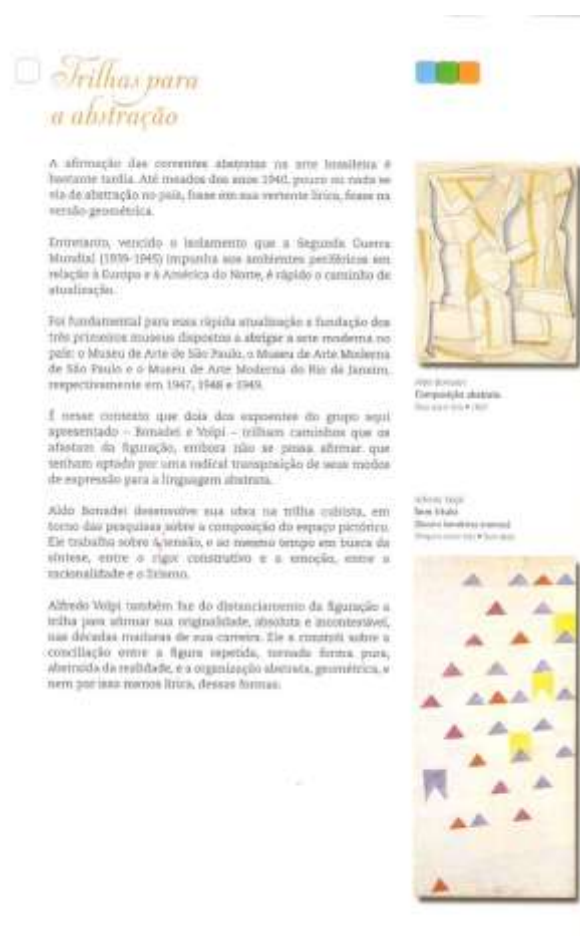 Trilhas para
a abstração
A afirmação das correntes abstratas na arte brasileira é
bastante tardia. Até meados dos anos 1940, pouco ou nada se
via de abstração no país, fosse em sua vertente lírica, fosse na
versão geométrica.
Entretanto, vencido o isolamento que a Segunda Guerra
Mundial (1939-1945) impunha aos ambientes periféricos em
relação à Europa e à América do Norte, é rápido o caminho de
atualização.
Foi fundamental para essa rápida atualização a fundação dos
três primeiros museus dispostos a abrigar a arte moderna no
país: o Museu de Arte de São Paulo, o Museu de Arte Moderna
de São Paulo e o Museu de Arte Moderna do Rio de Janeiro,
respectivamente em 1947, 1948 e 1949.
É nesse contexto que dois dos expoentes do grupo aqui
apresentado – Bonadei e Volpi – trilham caminhos que os
afastam da figuração, embora não se possa afirmar que
tenham optado por uma radical transposição de seus modos
de expressão para a linguagem abstrata.
Aldo Bonadei desenvolve sua obra na trilha cubista, em
torno das pesquisas sobre a composição do espaço pictórico.
Ele trabalha sobre a tensão, e ao mesmo tempo em busca da
síntese, entre o rigor construtivo e a emoção, entre a
racionalidade e o lirismo.
Alfredo Volpi também faz do distanciamento da figuração a
trilha para afirmar sua originalidade, absoluta e incontestável,
nas décadas maduras de sua carreira. Ele a constrói sobre a
conciliação entre a figura repetida, tornada forma pura,
abstraída da realidade, e a organização abstrata, geométrica, e
nem por isso menos lírica, dessas formas.
Aldo Bonadei
Composição abstrata
Alfredo Volpi
Sem título